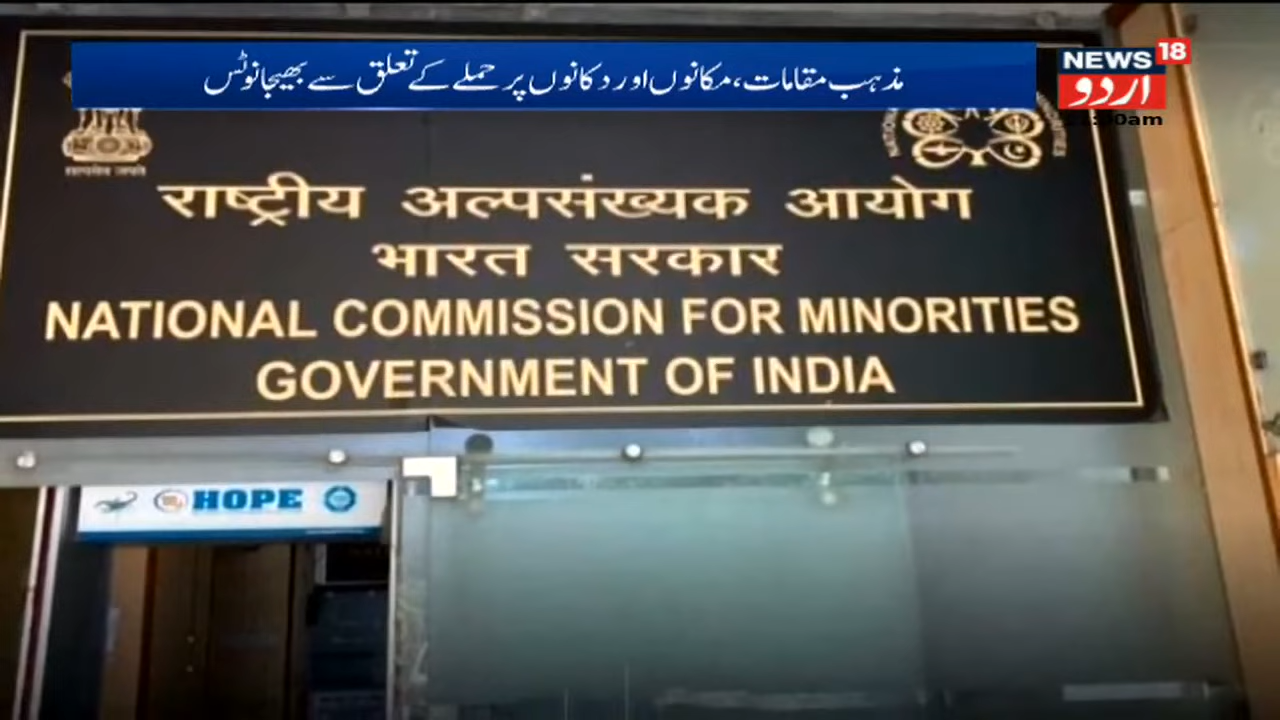 مذہب مقامات، مکانوں اور دکانوں پر حملے کے تعلق سے بھیجا نوٹس
NEWS 18
اردو
राष्ट्रीय अल्पसंख्यक आयोग
भारत सरकार
NATIONAL COMMISSION FOR MINORITIES
GOVERNMENT OF INDIA
HOPE